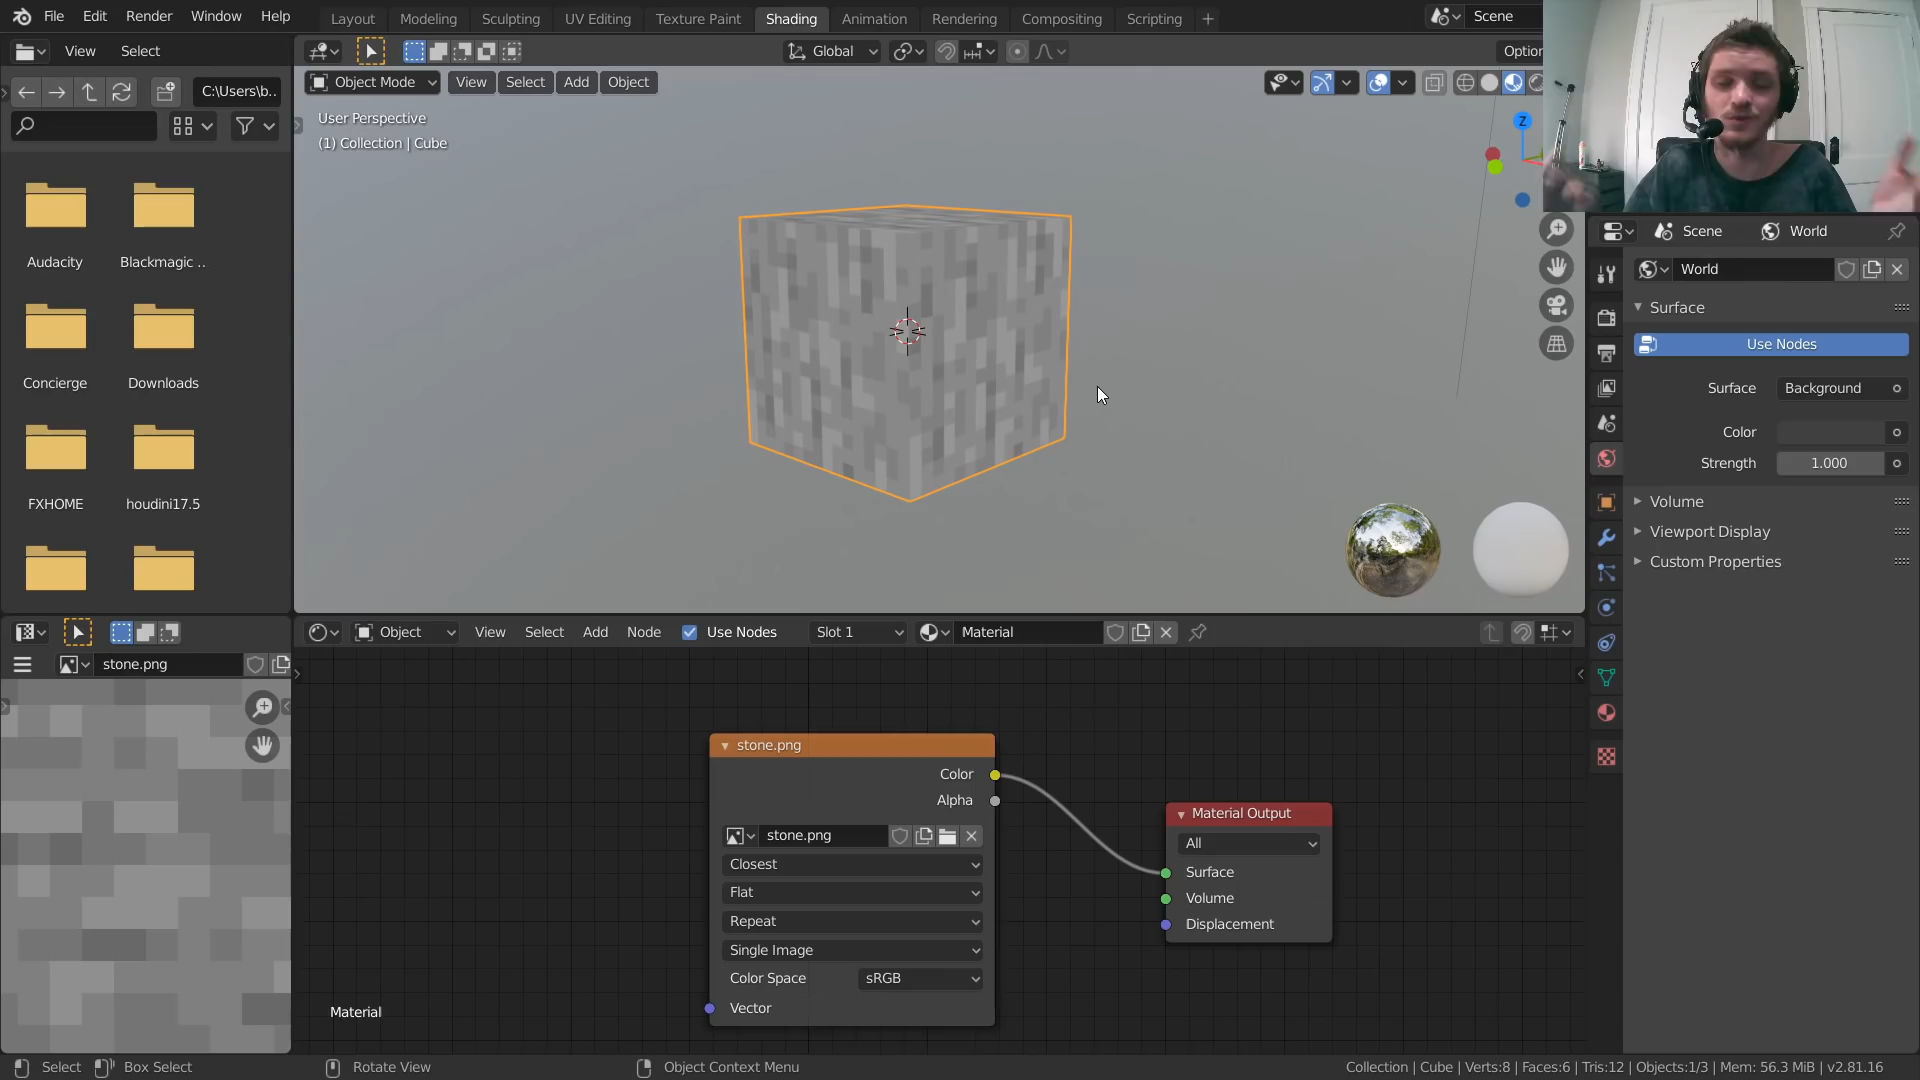 File Edit Render Window Help
Layout Modeling Sculpting UV Editing Texture Paint Shading Animation Rendering Compositing Scripting +
Scene
View Select
Global
Optior
C:\Users\b..
Object Mode View Select Add Object
User Perspective
(1) Collection | Cube
Z
Audacity Blackmagic ..
Concierge Downloads
FXHOME houdini17.5
Scene World
World
Surface
Use Nodes
Surface Background
Color
Strength 1.000
Volume
Viewport Display
Custom Properties
Object View Select Add Node Use Nodes Slot 1 Material
stone.png
stone.png
Color
Alpha
stone.png
Closest
Flat
Repeat
Single Image
Color Space sRGB
Vector
Material Output
All
Surface
Volume
Displacement
Material
Select Box Select Rotate View Object Context Menu
Collection | Cube | Verts:8 | Faces:6 | Tris:12 | Objects:1/3 | Mem: 56.3 MiB | v2.81.16